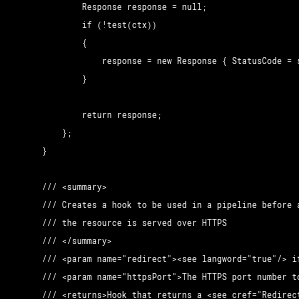 Response response = null;
if (!test(ctx))
{
response = new Response { StatusCode =
}
return response;
};
}
/// <summary>
/// Creates a hook to be used in a pipeline before
/// the resource is served over HTTPS
/// </summary>
/// <param name="redirect"><see langword="true"/>
/// <param name="httpsPort">The HTTPS port number
/// <returns>Hook that returns a <see cref="Redirect